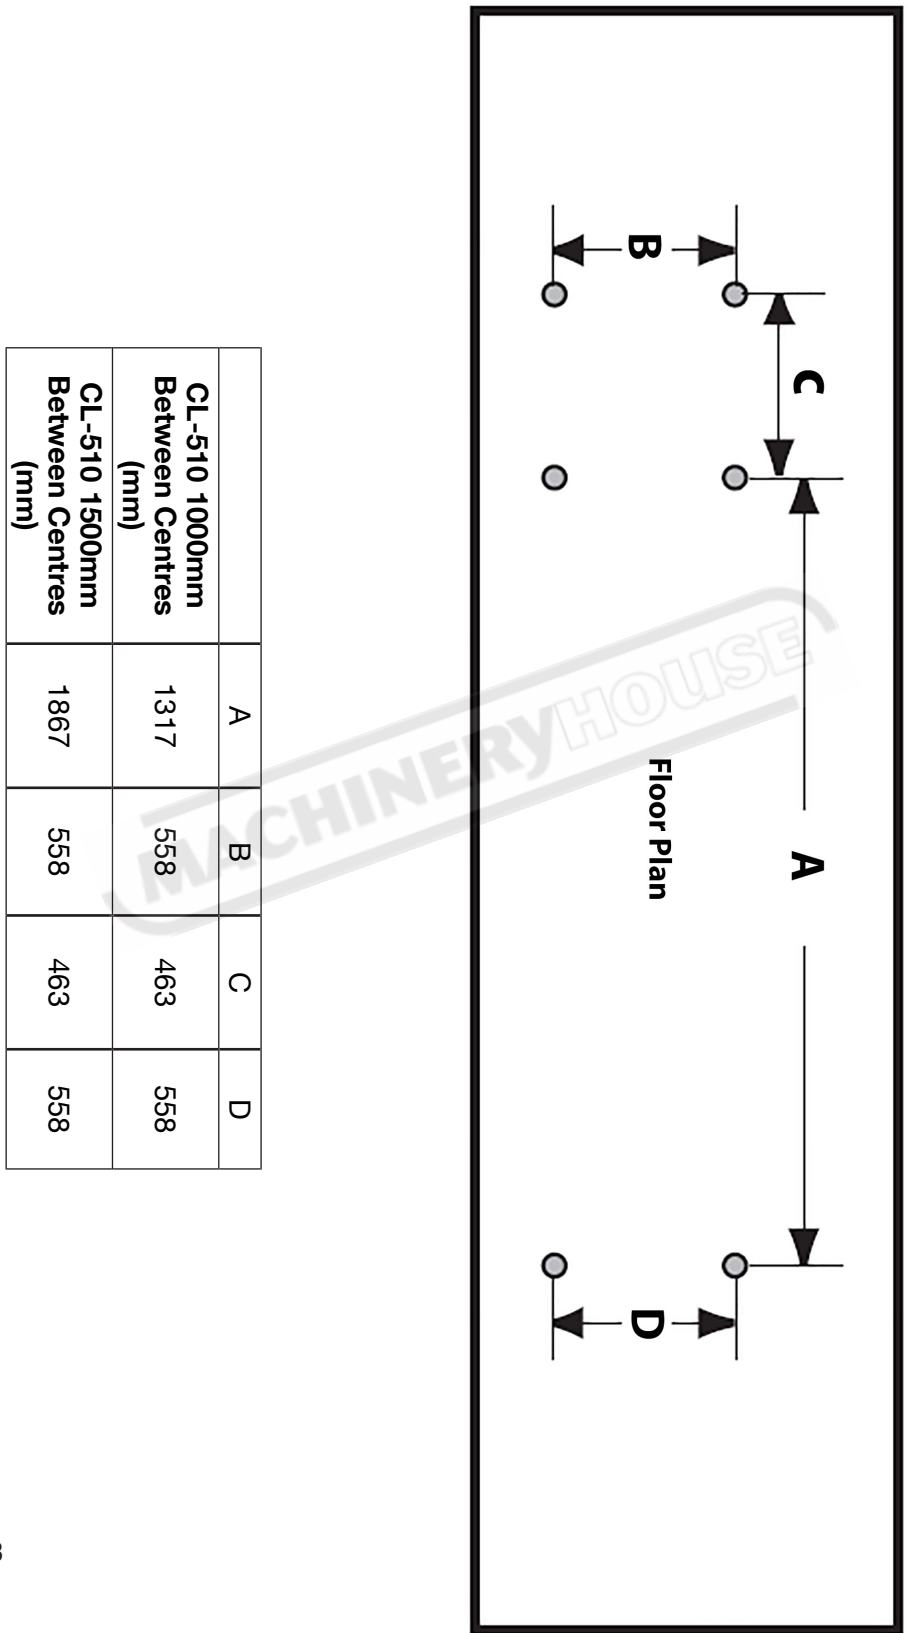 A
C
B
D
Floor Plan
MACHINERYHOUSE
A B C D
CL-510 1000mm
Between Centres
(mm)
1317 558 463 558
CL-510 1500mm
Between Centres
(mm)
1867 558 463 558